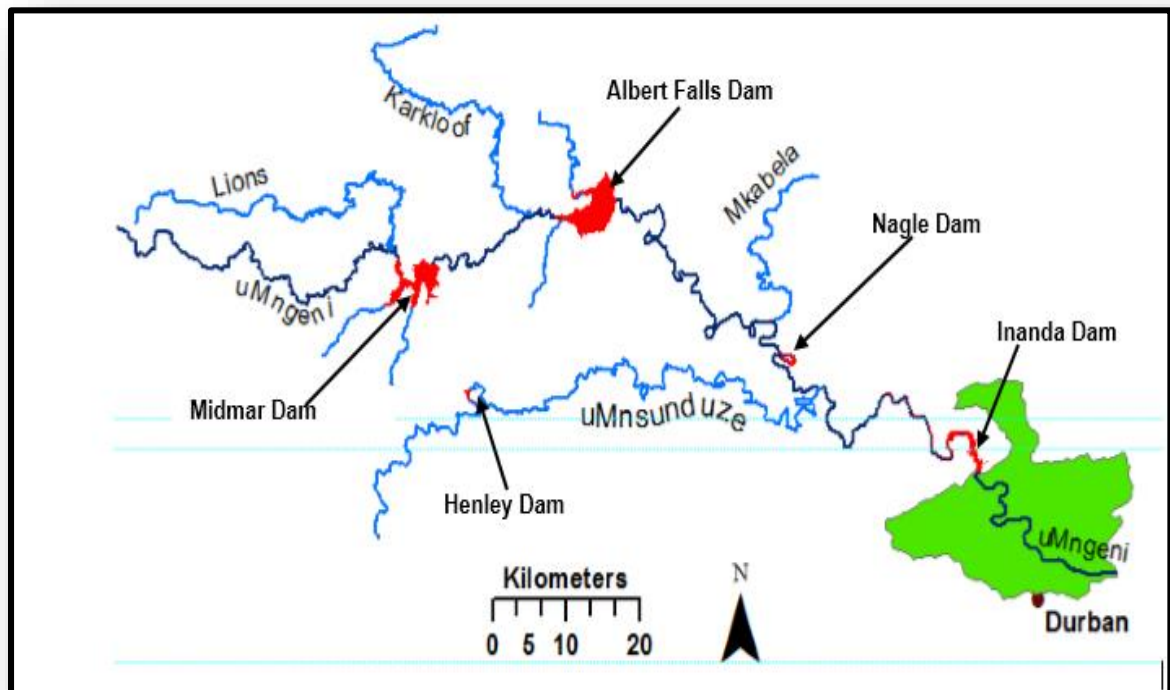 Albert Falls Dam
Karkloof
Mkabela
Lions
Nagle Dam
uMngeni
Inanda Dam
Midmar Dam
uMnsunduze
Henley Dam
uMngeni
Kilometers
N
0 5 10 20
Durban